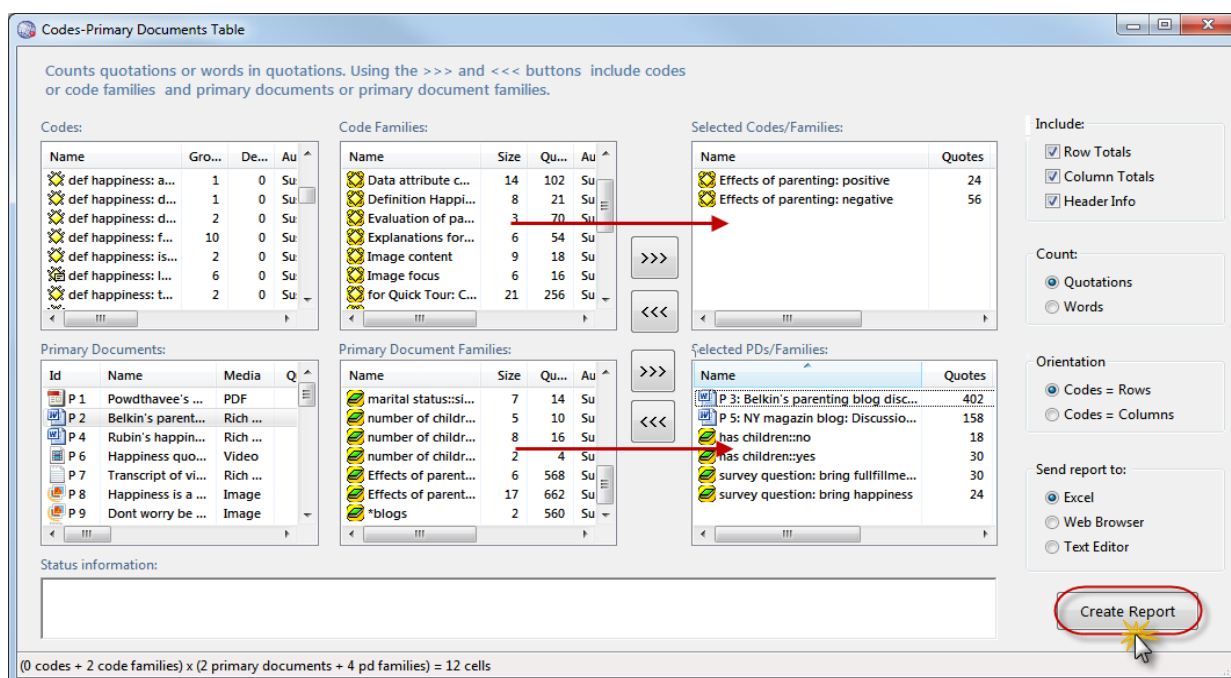 Codes-Primary Documents Table
Counts quotations or words in quotations. Using the >>> and <<< buttons include codes
or code families and primary documents or primary document families.
Codes:
Name Gro... De... Au
def happiness: a... 1 0 Su
def happiness: d... 1 0 Su
def happiness: d... 2 0 Su
def happiness: f... 10 0 Su
def happiness: is... 2 0 Su
def happiness: l... 6 0 Su
def happiness: t... 2 0 Su
Code Families:
Name Size Qu... Au
Data attribute c... 14 102 Su
Definition Happi... 8 21 Su
Evaluation of pa... 3 70 Su
Explanations for... 6 54 Su
Image content 9 18 Su
Image focus 6 16 Su
for Quick Tour: C... 21 256 Su
>>>
<<<
Selected Codes/Families:
Name Quotes
Effects of parenting: positive 24
Effects of parenting: negative 56
Primary Documents:
Id Name Media Q
P 1 Powdthavee's ... PDF
P 2 Belkin's parent... Rich ...
P 4 Rubin's happin... Rich ...
P 6 Happiness quo... Video
P 7 Transcript of vi... Rich ...
P 8 Happiness is a ... Image
P 9 Dont worry be ... Image
Primary Document Families:
Name Size Qu... Au
marital status::si... 7 14 Su
number of childr... 5 10 Su
number of childr... 8 16 Su
number of childr... 2 4 Su
Effects of parent... 6 568 Su
Effects of parent... 17 662 Su
*blogs 2 560 Su
>>>
<<<
Selected PDs/Families:
Name Quotes
P 3: Belkin's parenting blog disc... 402
P 5: NY magazin blog: Discussio... 158
has children::no 18
has children::yes 30
survey question: bring fullfillme... 30
survey question: bring happiness 24
Include:
Row Totals
Column Totals
Header Info
Count:
Quotations
Words
Orientation
Codes = Rows
Codes = Columns
Send report to:
Excel
Web Browser
Text Editor
Create Report
Status information:
(0 codes + 2 code families) x (2 primary documents + 4 pd families) = 12 cells